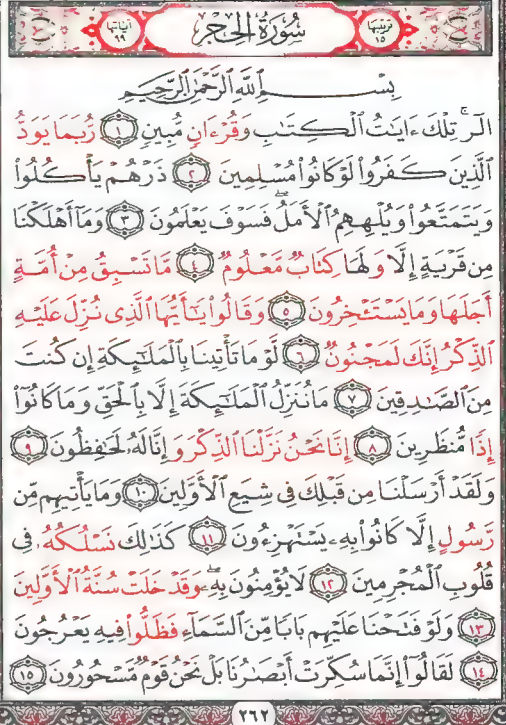 ترتيبها ١٥ سُورَةُ الحِجْر آياتها ٩٩
بِسْمِ ٱللَّهِ ٱلرَّحْمَٰنِ ٱلرَّحِيمِ
الٓرۚ تِلْكَ ءَايَٰتُ ٱلْكِتَٰبِ وَقُرْءَانٍ مُّبِينٍ ١ رُّبَمَا يَوَدُّ
ٱلَّذِينَ كَفَرُوا۟ لَوْ كَانُوا۟ مُسْلِمِينَ ٢ ذَرْهُمْ يَأْكُلُوا۟
وَيَتَمَتَّعُوا۟ وَيُلْهِهِمُ ٱلْأَمَلُۖ فَسَوْفَ يَعْلَمُونَ ٣ وَمَآ أَهْلَكْنَا
مِن قَرْيَةٍ إِلَّا وَلَهَا كِتَابٌ مَّعْلُومٌ ٤ مَّا تَسْبِقُ مِنْ أُمَّةٍ
أَجَلَهَا وَمَا يَسْتَـْٔخِرُونَ ٥ وَقَالُوا۟ يَٰٓأَيُّهَا ٱلَّذِى نُزِّلَ عَلَيْهِ
ٱلذِّكْرُ إِنَّكَ لَمَجْنُونٌ ٦ لَّوْ مَا تَأْتِينَا بِٱلْمَلَٰٓئِكَةِ إِن كُنتَ
مِنَ ٱلصَّٰدِقِينَ ٧ مَا نُنَزِّلُ ٱلْمَلَٰٓئِكَةَ إِلَّا بِٱلْحَقِّ وَمَا كَانُوٓا۟
إِذًا مُّنظَرِينَ ٨ إِنَّا نَحْنُ نَزَّلْنَا ٱلذِّكْرَ وَإِنَّا لَهُۥ لَحَٰفِظُونَ ٩
وَلَقَدْ أَرْسَلْنَا مِن قَبْلِكَ فِى شِيَعِ ٱلْأَوَّلِينَ ١٠ وَمَا يَأْتِيهِم مِّن
رَّسُولٍ إِلَّا كَانُوا۟ بِهِۦ يَسْتَهْزِءُونَ ١١ كَذَٰلِكَ نَسْلُكُهُۥ فِى
قُلُوبِ ٱلْمُجْرِمِينَ ١٢ لَا يُؤْمِنُونَ بِهِۦۖ وَقَدْ خَلَتْ سُنَّةُ ٱلْأَوَّلِينَ
١٣ وَلَوْ فَتَحْنَا عَلَيْهِم بَابًا مِّنَ ٱلسَّمَآءِ فَظَلُّوا۟ فِيهِ يَعْرُجُونَ
١٤ لَقَالُوٓا۟ إِنَّمَا سُكِّرَتْ أَبْصَٰرُنَا بَلْ نَحْنُ قَوْمٌ مَّسْحُورُونَ ١٥
٢٦٢